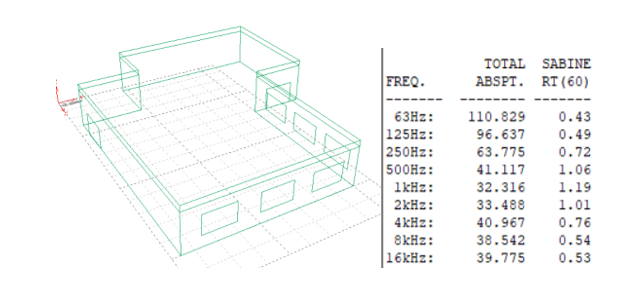 TOTAL SABINE
FREQ. ABSPT. RT(60)
------- -------- -------
63Hz: 110.829 0.43
125Hz: 96.637 0.49
250Hz: 63.775 0.72
500Hz: 41.117 1.06
1kHz: 32.316 1.19
2kHz: 33.488 1.01
4kHz: 40.967 0.76
8kHz: 38.542 0.54
16kHz: 39.775 0.53